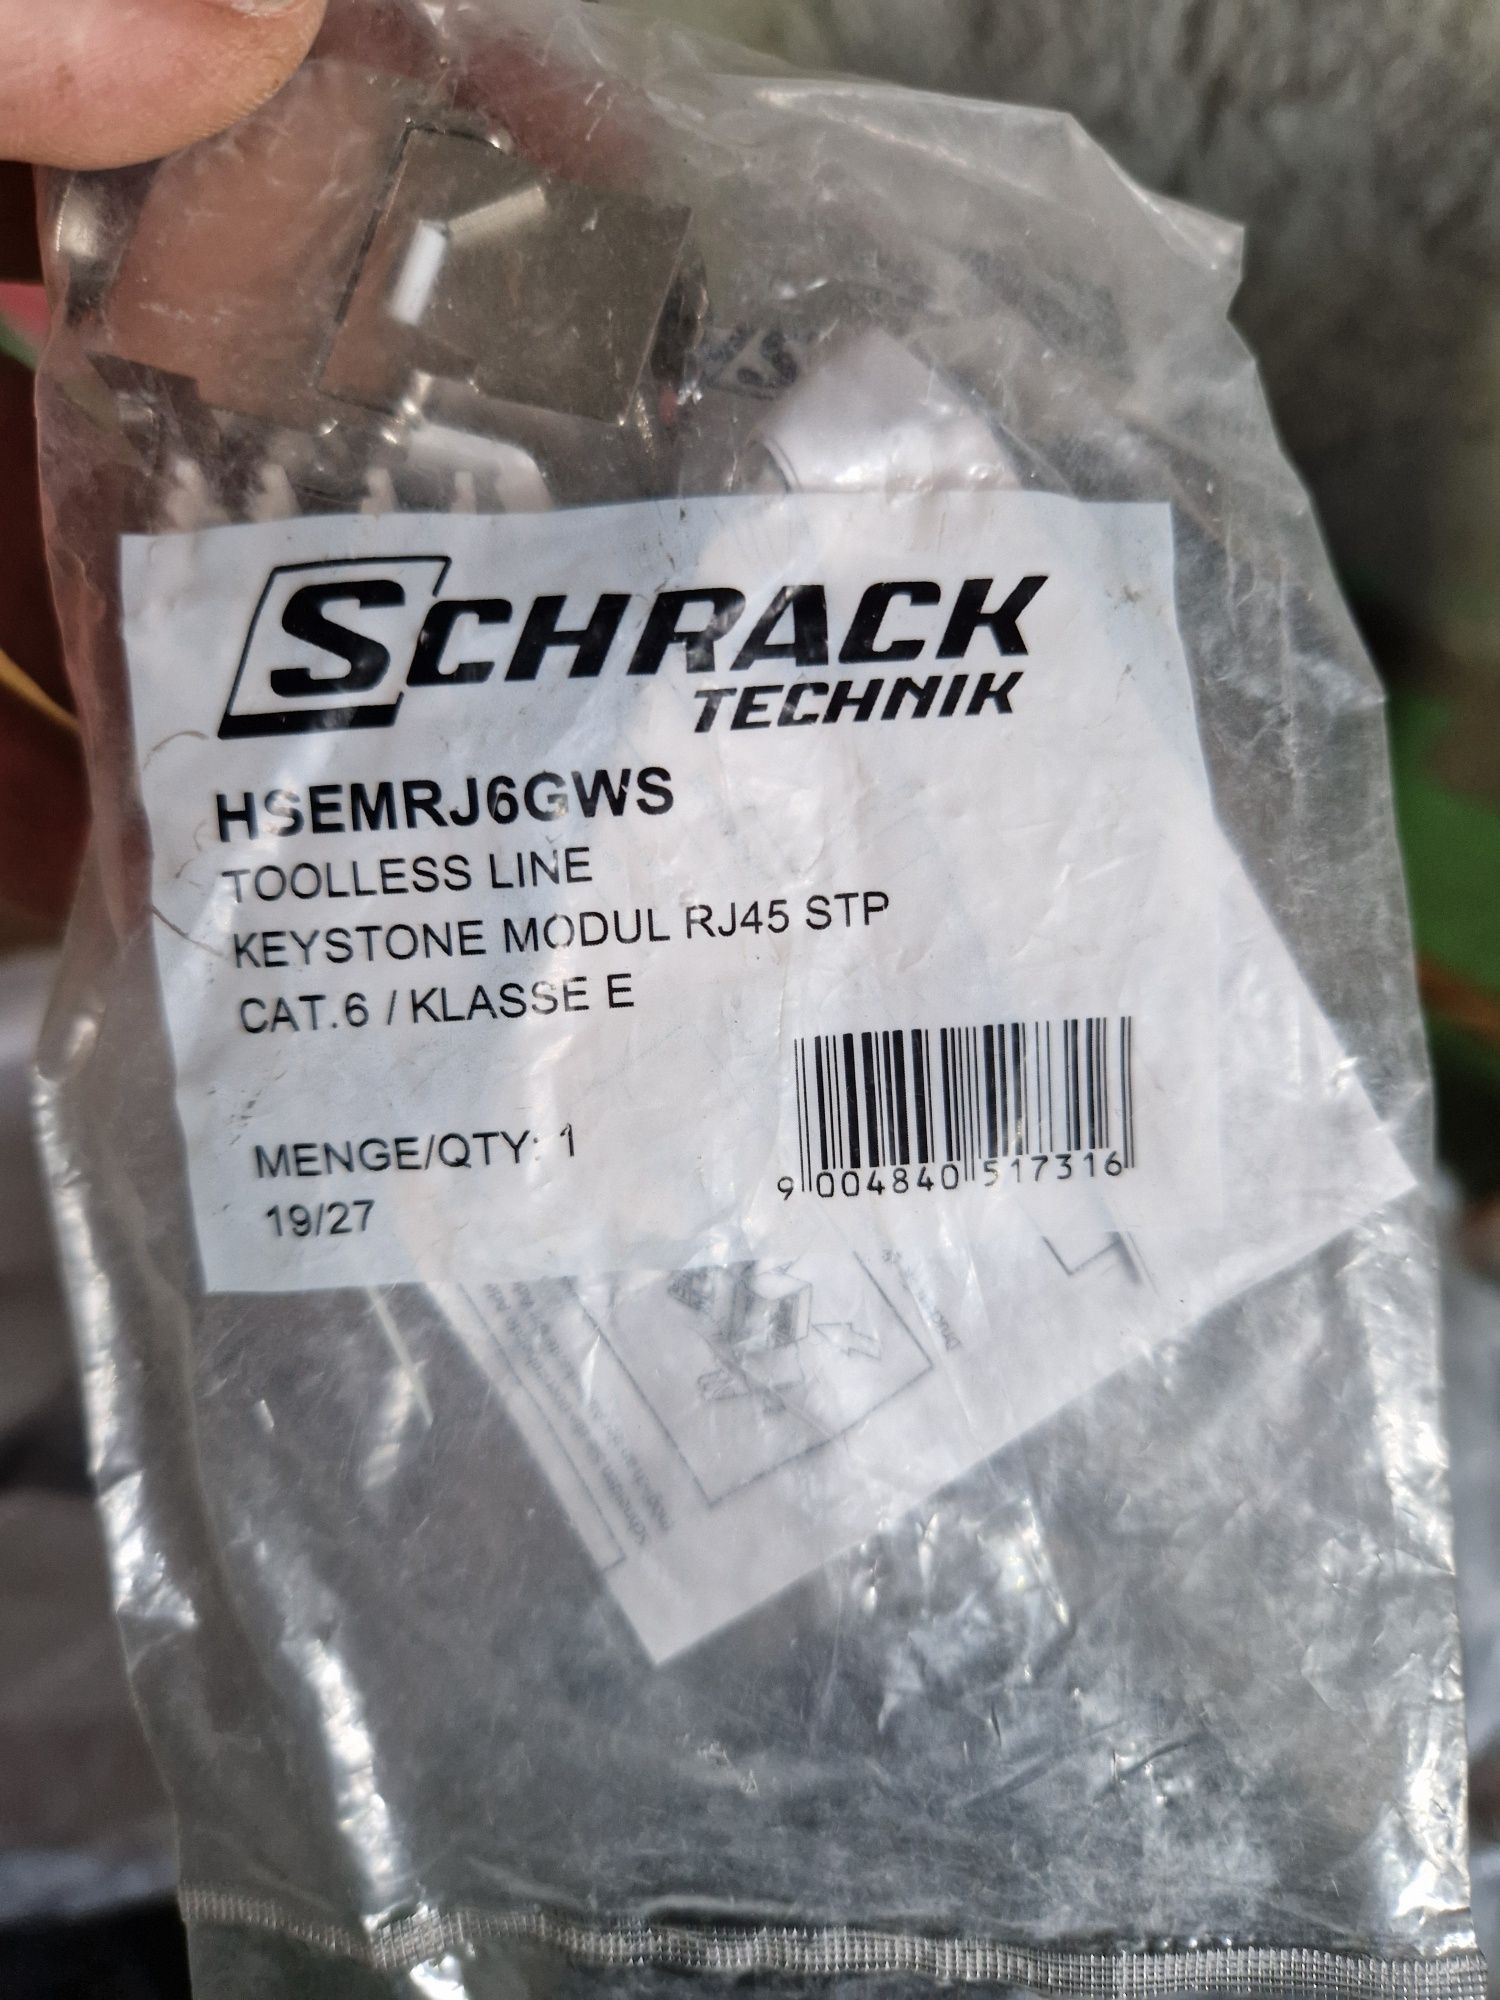 SCHRACK
TECHNIK
HSEMRJ6GWS
TOOLLESS LINE
KEYSTONE MODUL RJ45 STP
CAT.6 / KLASSE E
MENGE/QTY: 1
19/27
9 004840 517316